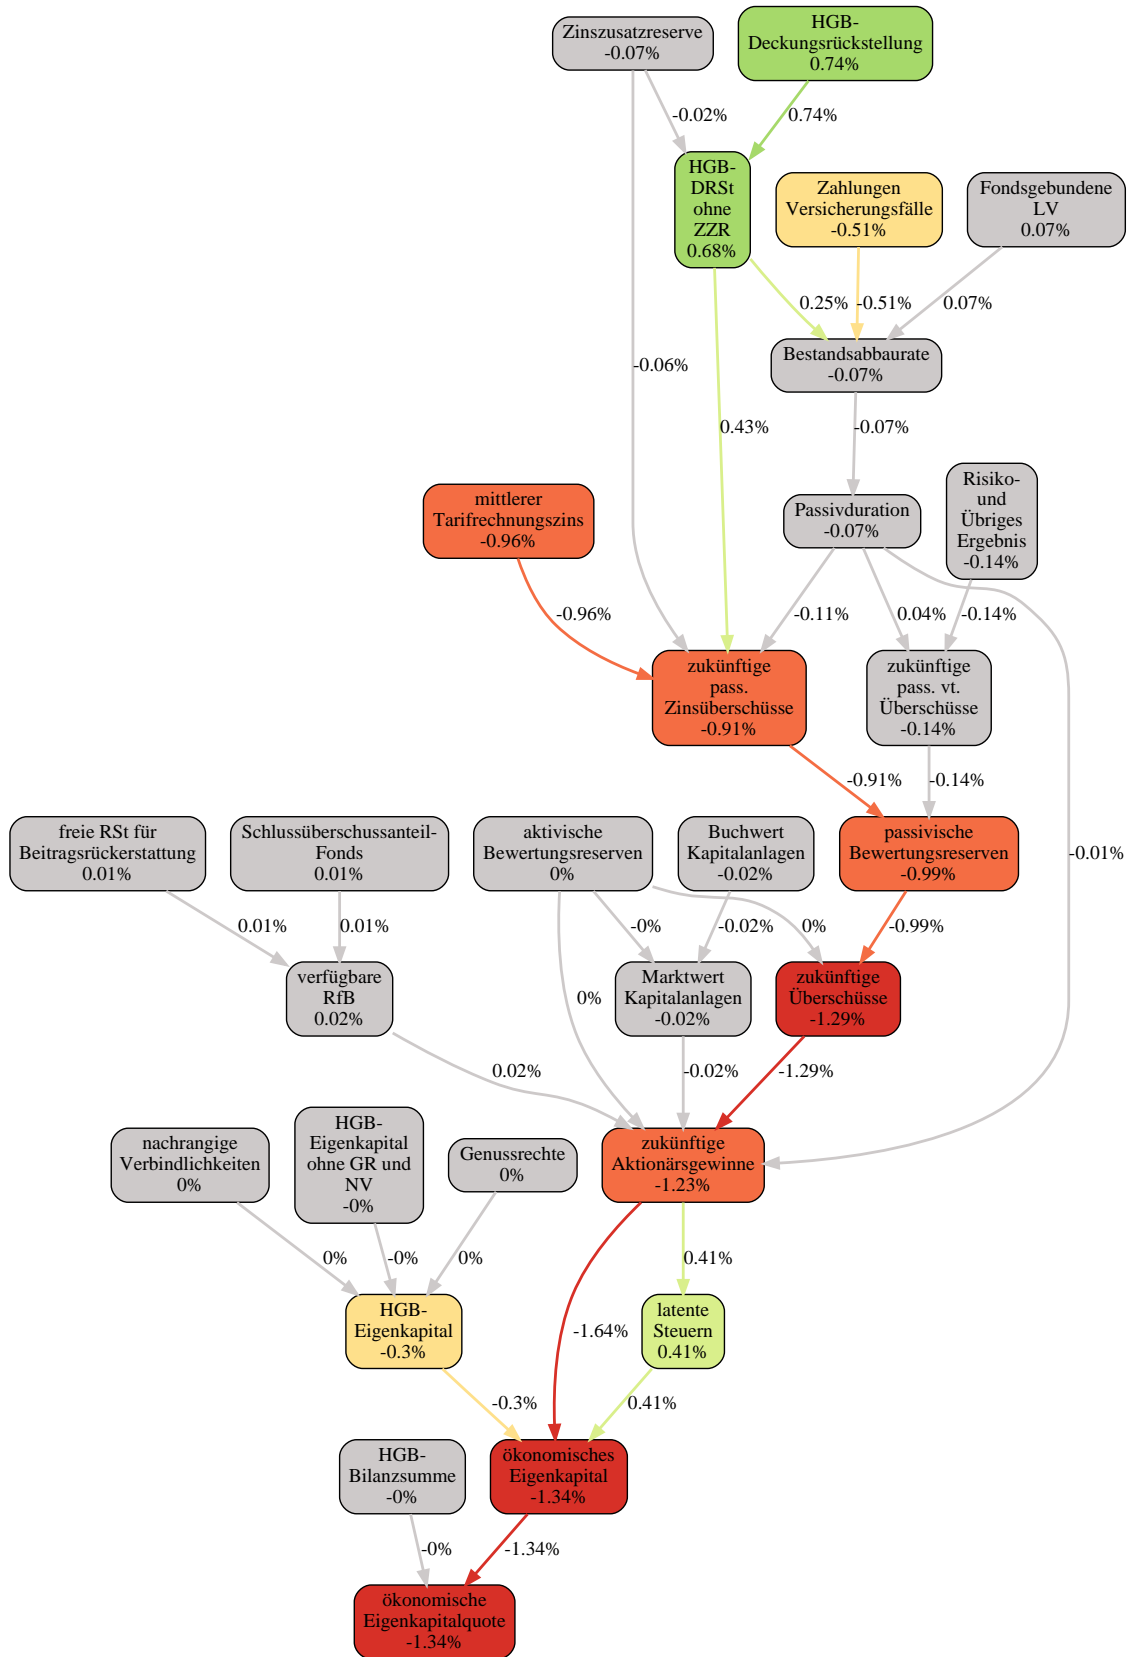 Zinszusatzreserve
-0.07%
HGB-
Deckungsrückstellung
0.74%
-0.02%
0.74%
HGB-
DRSt
ohne
ZZR
0.68%
Zahlungen
Versicherungsfälle
-0.51%
Fondsgebundene
LV
0.07%
0.25%
-0.51%
0.07%
Bestandsabbaurate
-0.07%
-0.06%
0.43%
-0.07%
mittlerer
Tarifrechnungszins
-0.96%
Passivduration
-0.07%
Risiko-
und
Übriges
Ergebnis
-0.14%
-0.96%
-0.11%
0.04%
-0.14%
zukünftige
pass.
Zinsüberschüsse
-0.91%
zukünftige
pass. vt.
Überschüsse
-0.14%
-0.91%
-0.14%
freie RSt für
Beitragsrückerstattung
0.01%
Schlussüberschussanteil-
Fonds
0.01%
aktivische
Bewertungsreserven
0%
Buchwert
Kapitalanlagen
-0.02%
passivische
Bewertungsreserven
-0.99%
-0.01%
0.01%
0.01%
-0%
-0.02%
0%
-0.99%
verfügbare
RfB
0.02%
0%
Marktwert
Kapitalanlagen
-0.02%
zukünftige
Überschüsse
-1.29%
0.02%
-0.02%
-1.29%
nachrangige
Verbindlichkeiten
0%
HGB-
Eigenkapital
ohne GR und
NV
-0%
Genussrechte
0%
zukünftige
Aktionärsgewinne
-1.23%
0%
-0%
0%
0.41%
HGB-
Eigenkapital
-0.3%
-1.64%
latente
Steuern
0.41%
-0.3%
0.41%
HGB-
Bilanzsumme
-0%
ökonomisches
Eigenkapital
-1.34%
-0%
-1.34%
ökonomische
Eigenkapitalquote
-1.34%